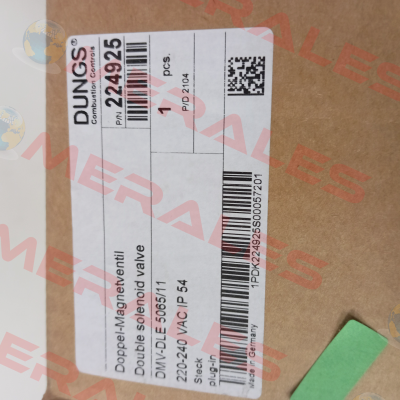 DUNGS®
Combustion Controls
P/N 224925
1 pcs.
P/D 2104
Doppel-Magnetventil
Double solenoid valve
DMV-DLE 5065/11
220-240 VAC IP 54
Steck
plug-in
1PDK224925S00057201
Made in Germany
MERALES
MERALES
MERALES